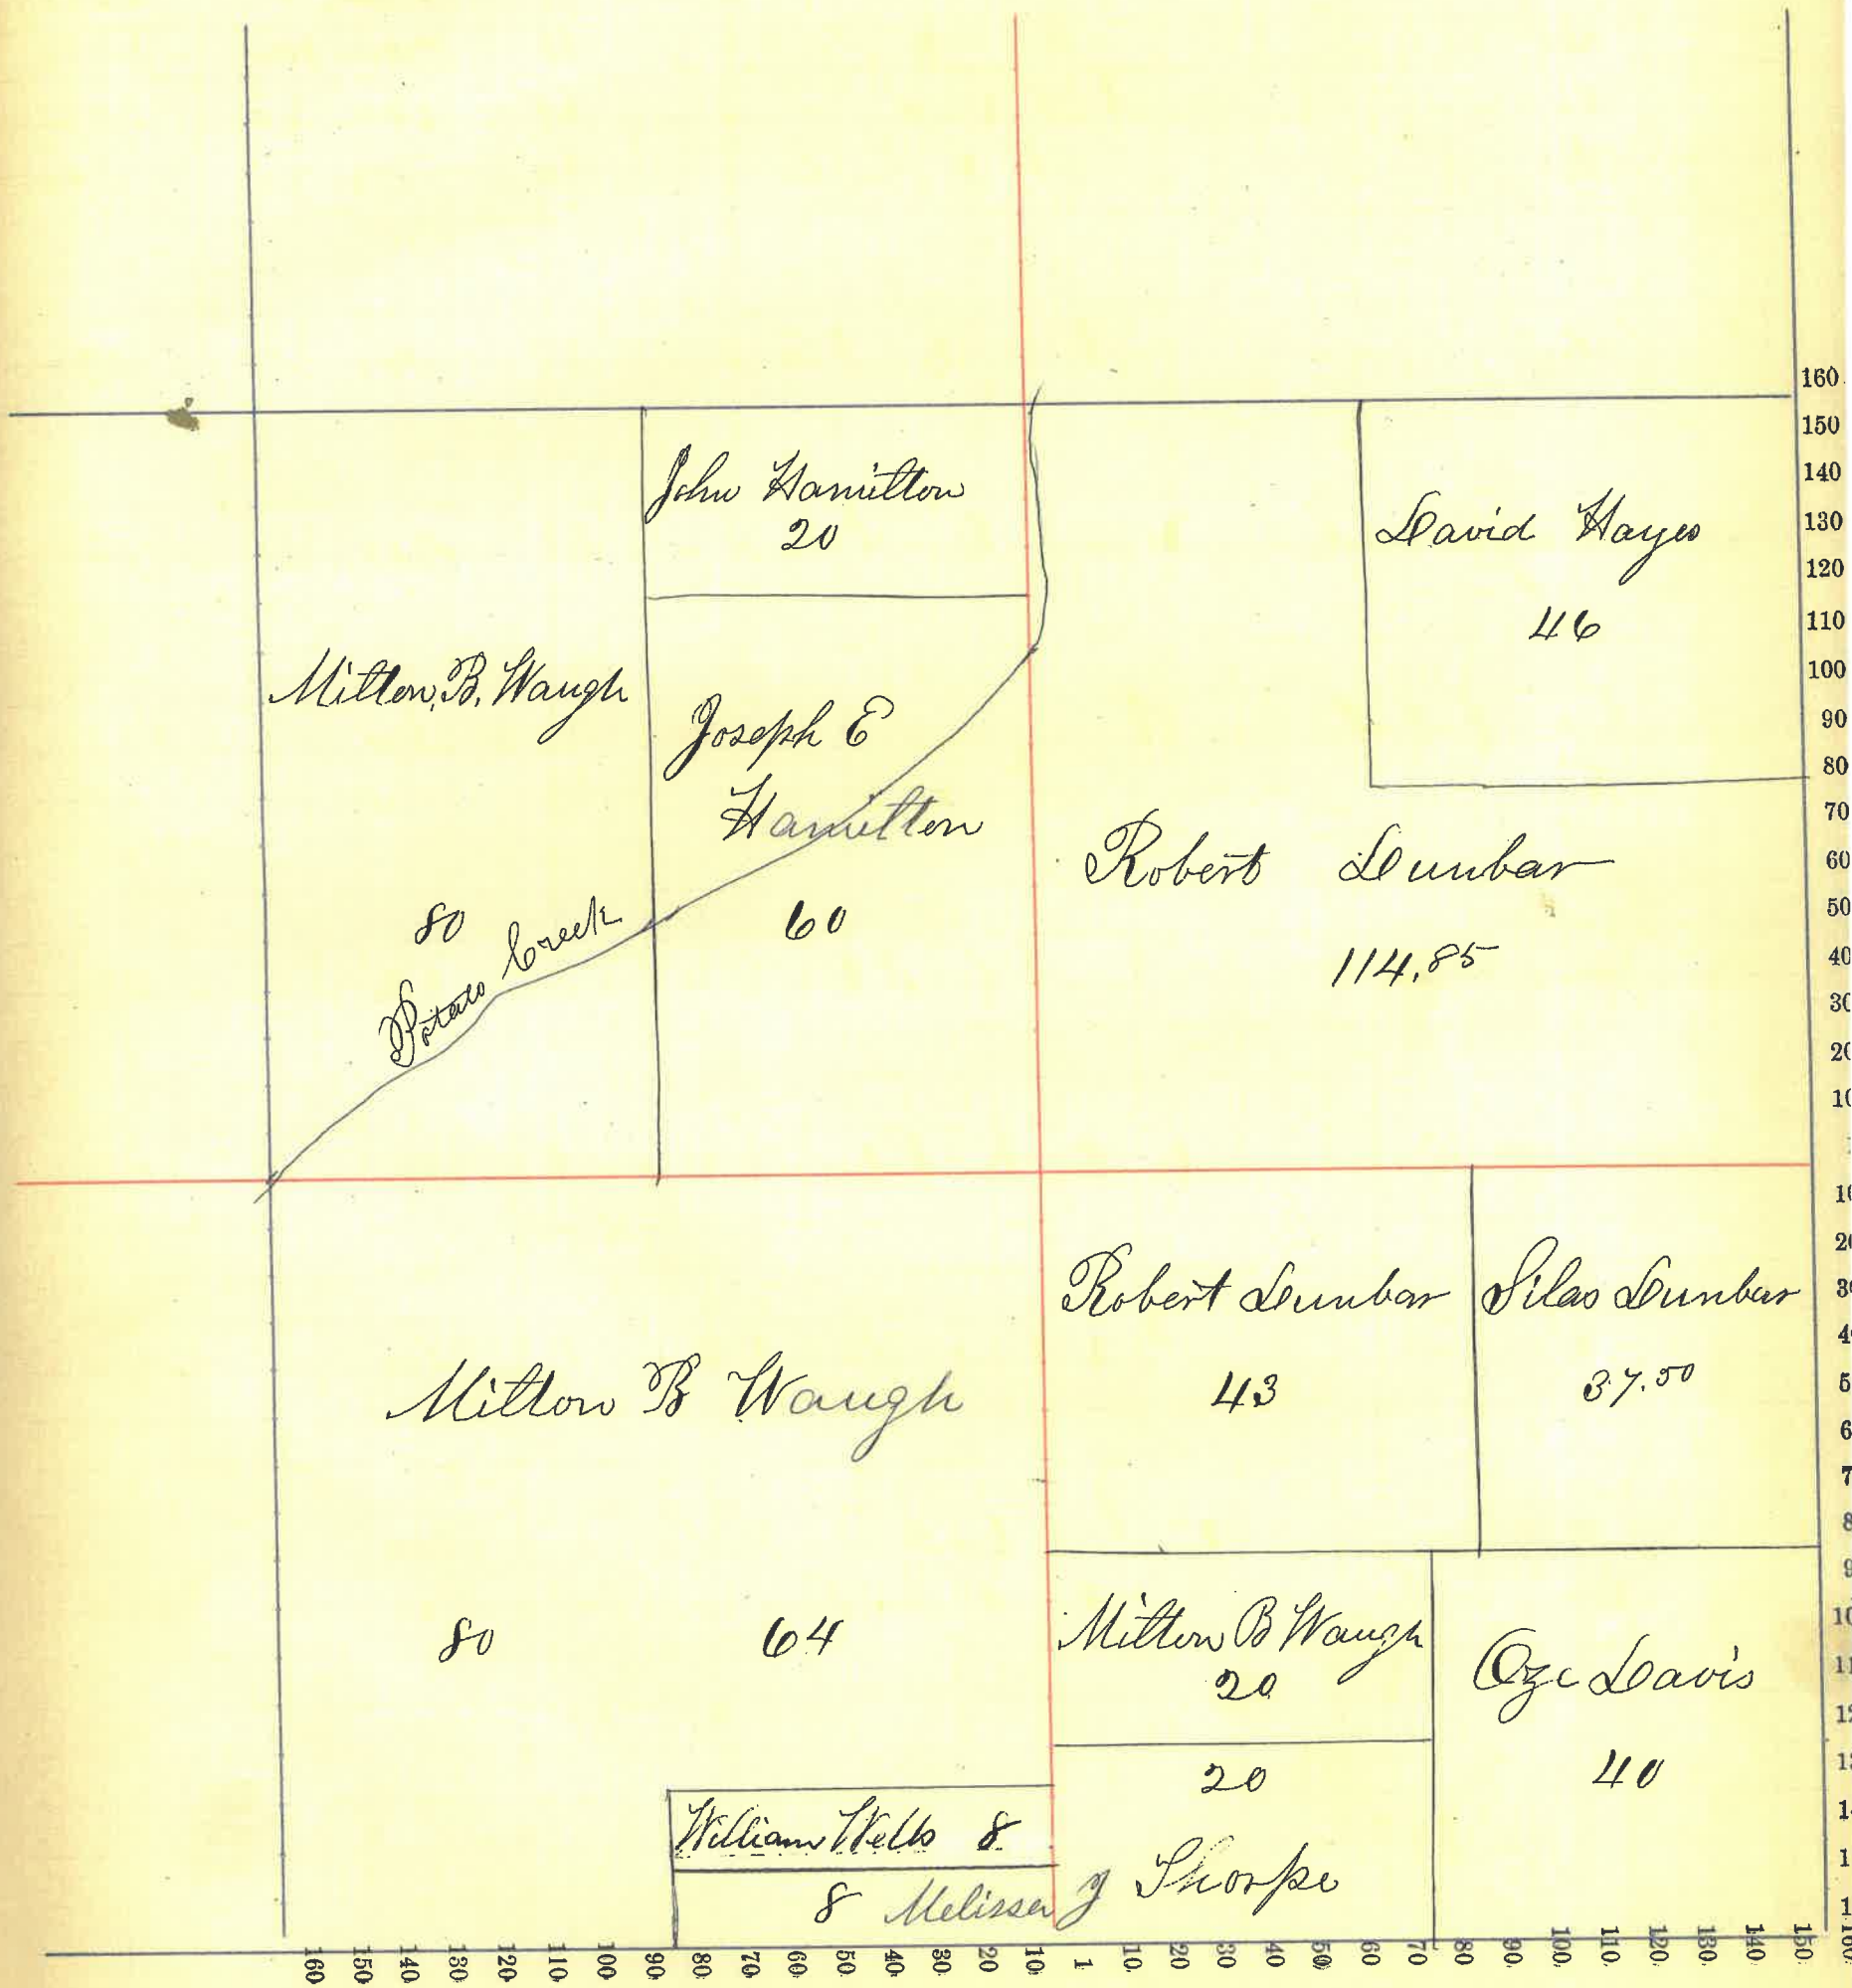 John Hamilton
20
David Hayes
46
Milton, B. Waugh
80
Joseph E
Hamilton
60
Potato Creek
Robert Dunbar
114.85
Milton B Waugh
80 64
Robert Dunbar
43
Silas Dunbar
37.50
Milton B Waugh
20
Oze Davis
40
William Wells 8
20
8 Melissa J Thorpe
160
150
140
130
120
110
100
90
80
70
60
50
40
30
20
10
160 150 140 130 120 110 100 90 80 70 60 50 40 30 20 10 1 10 20 30 40 50 60 70 80 90 100 110 120 130 140 150